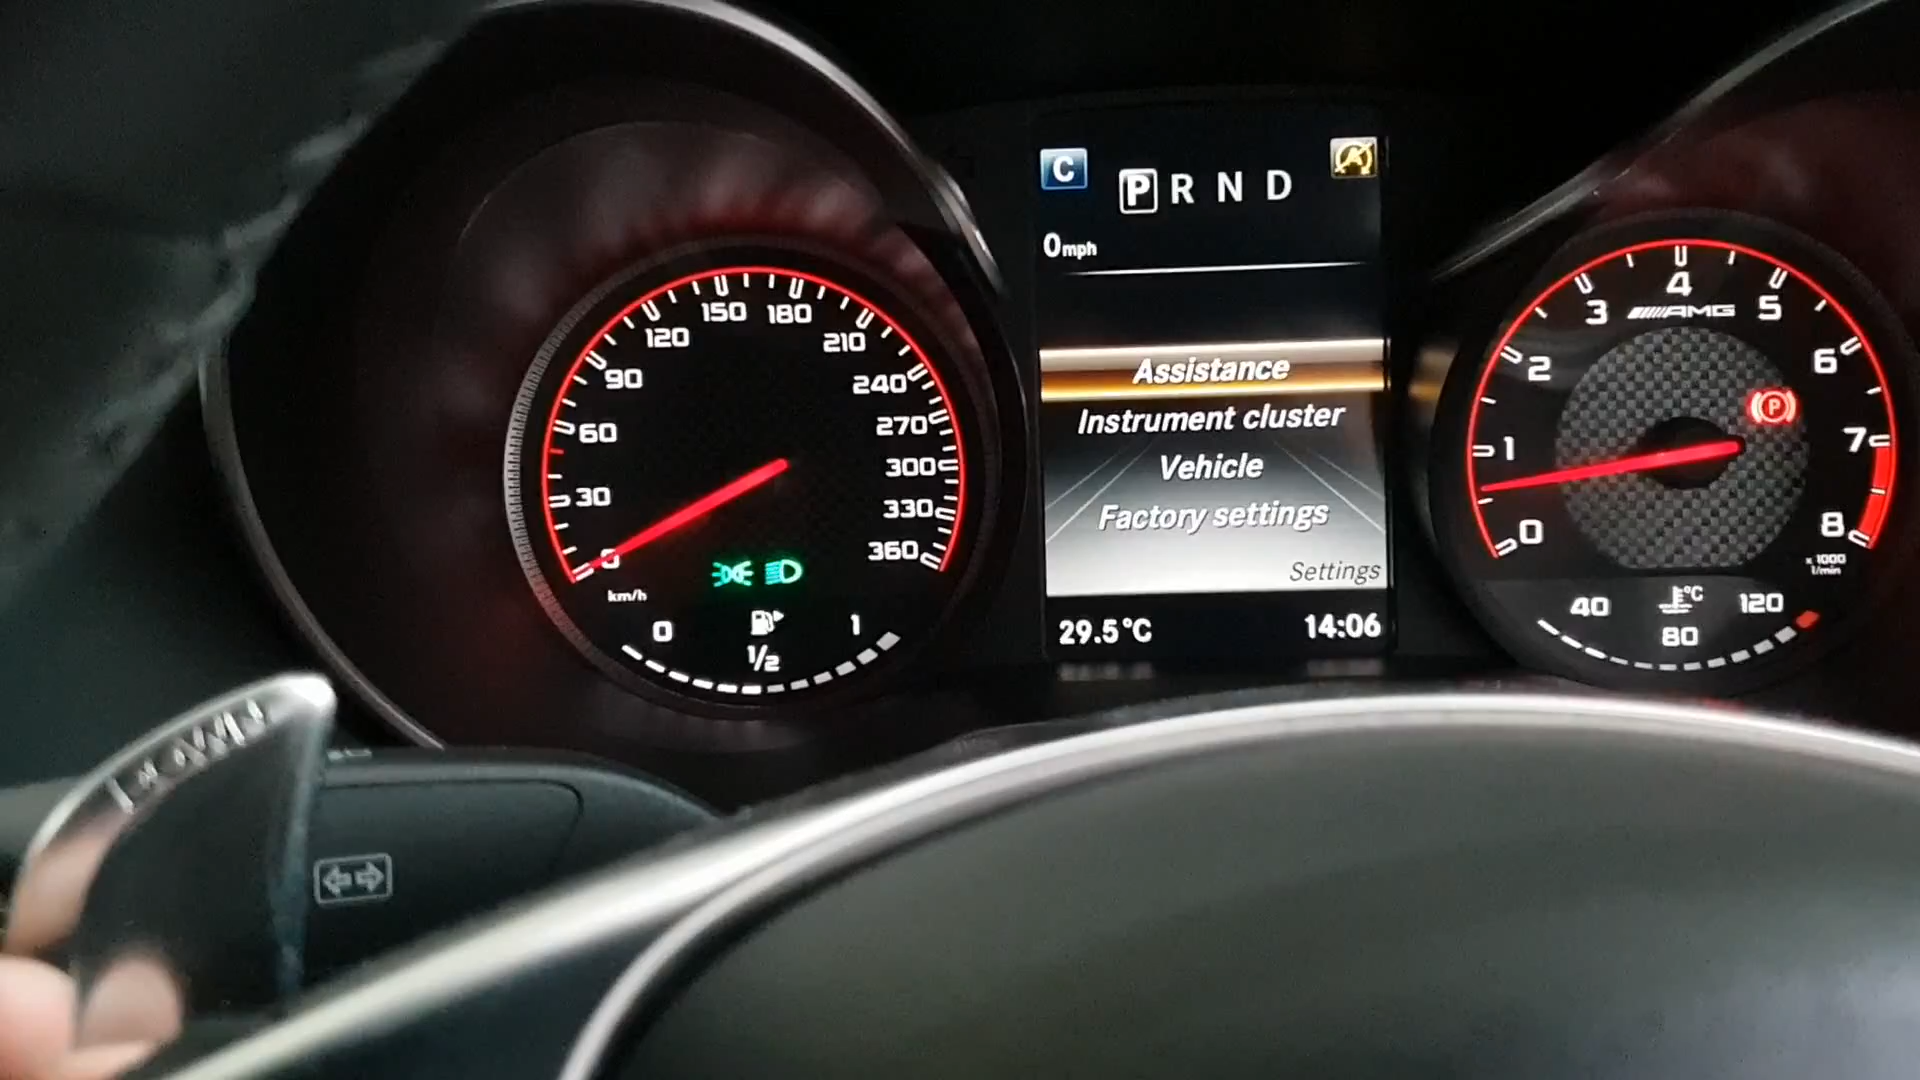 C
P R N D
A
0mph
Assistance
Instrument cluster
Vehicle
Factory settings
Settings
29.5°C
14:06
0
30
60
90
120
150
180
210
240
270
300
330
360
km/h
0
1/2
1
0
1
2
3
4
5
6
7
8
AMG
P
x 1000
1/min
°C
40
80
120
DOWN